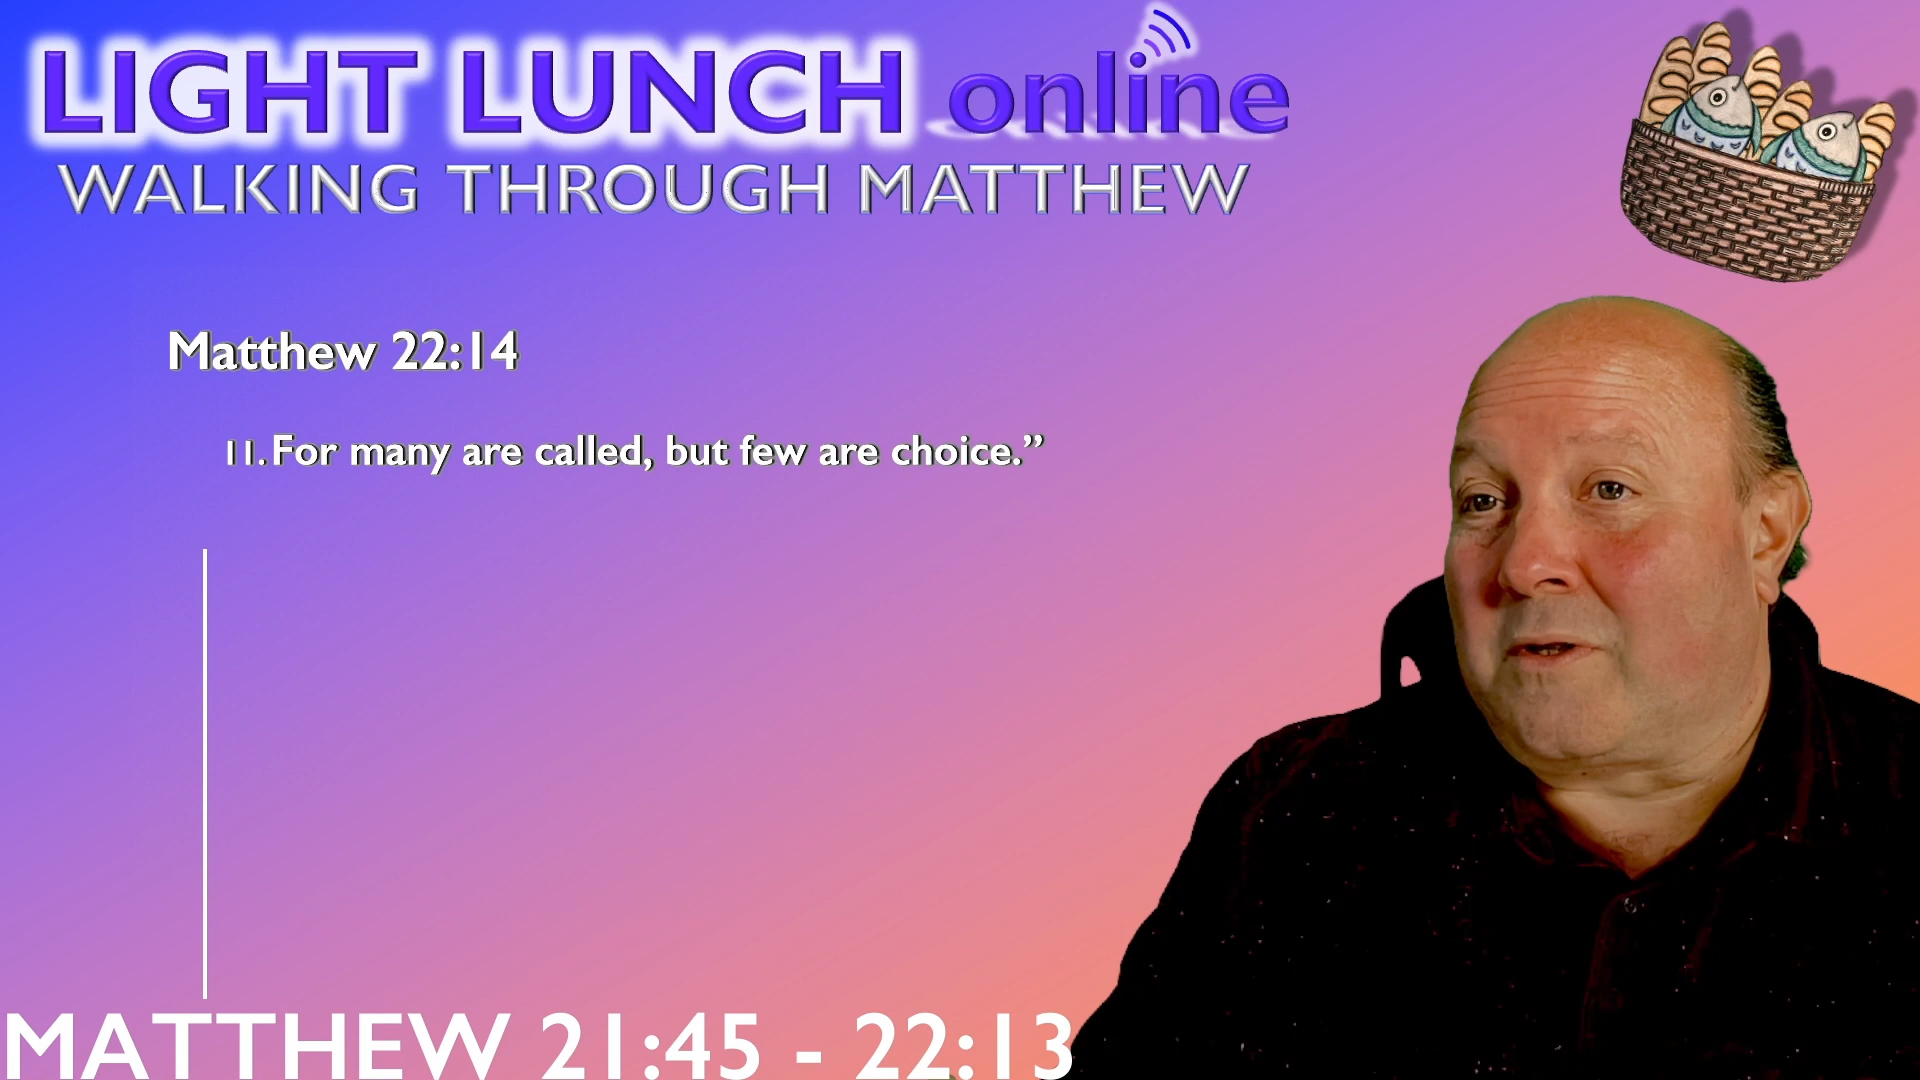 LIGHT LUNCH online
WALKING THROUGH MATTHEW
Matthew 22:14
11. For many are called, but few are choice.”
MATTHEW 21:45 - 22:13